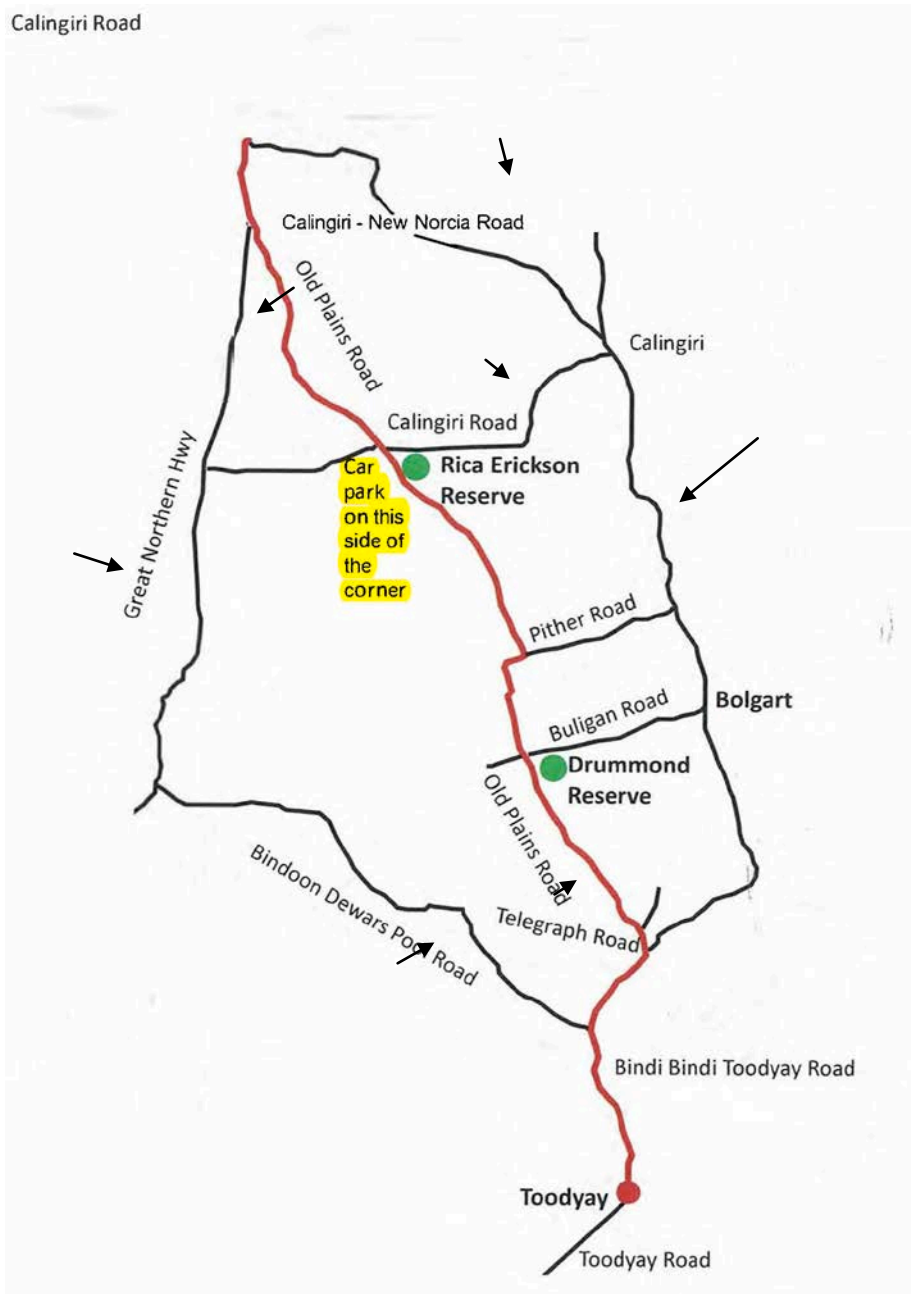 Calingiri Road
Calingiri - New Norcia Road
Old Plains Road
Calingiri
Calingiri Road
Great Northern Hwy
Car
park
on this
side of
the
corner
Rica Erickson
Reserve
Pither Road
Bolgart
Buligan Road
Drummond
Reserve
Old Plains Road
Bindoon Dewars Pool Road
Telegraph Road
Bindi Bindi Toodyay Road
Toodyay
Toodyay Road